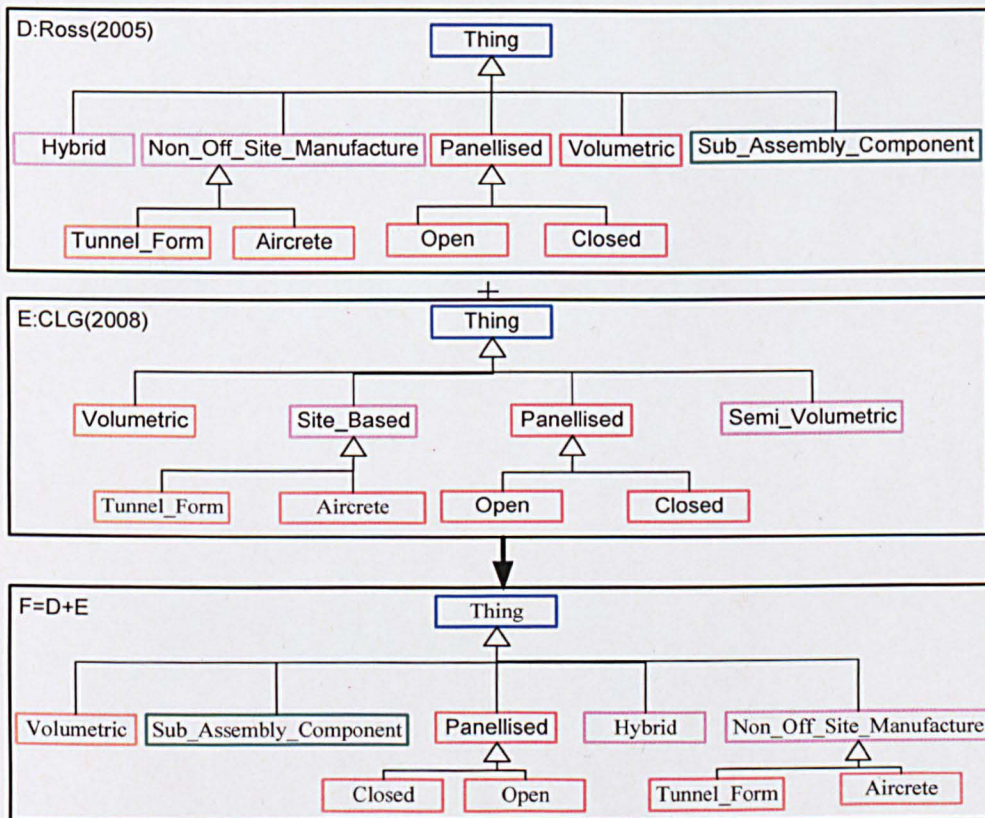 D:Ross(2005)
Thing
Hybrid Non_Off_Site_Manufacture Panellised Volumetric Sub_Assembly_Component
Tunnel_Form Aircrete Open Closed
+
E:CLG(2008)
Thing
Volumetric Site_Based Panellised Semi_Volumetric
Tunnel_Form Aircrete Open Closed
F=D+E
Thing
Volumetric Sub_Assembly_Component Panellised Hybrid Non_Off_Site_Manufacture
Closed Open Tunnel_Form Aircrete